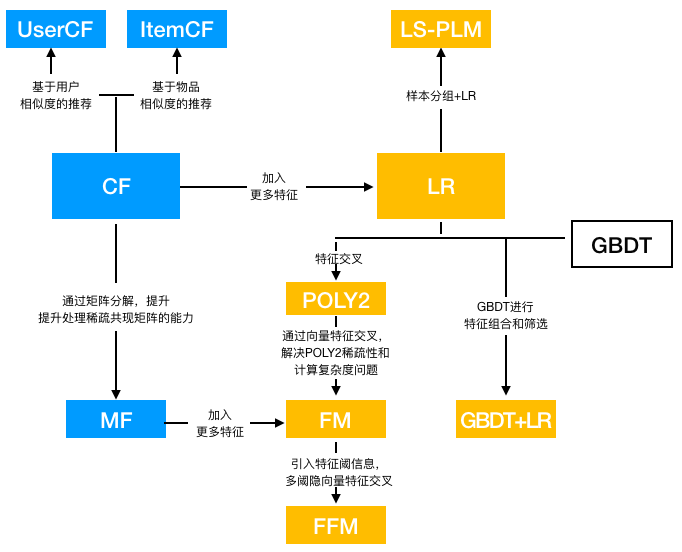 UserCF
ItemCF
LS-PLM
基于用户
相似度的推荐
基于物品
相似度的推荐
样本分组+LR
CF
加入
更多特征
LR
GBDT
特征交叉
POLY2
通过矩阵分解，提升
提升处理稀疏共现矩阵的能力
GBDT进行
特征组合和筛选
通过向量特征交叉，
解决POLY2稀疏性和
计算复杂度问题
MF
加入
更多特征
FM
GBDT+LR
引入特征阈信息，
多阈隐向量特征交叉
FFM